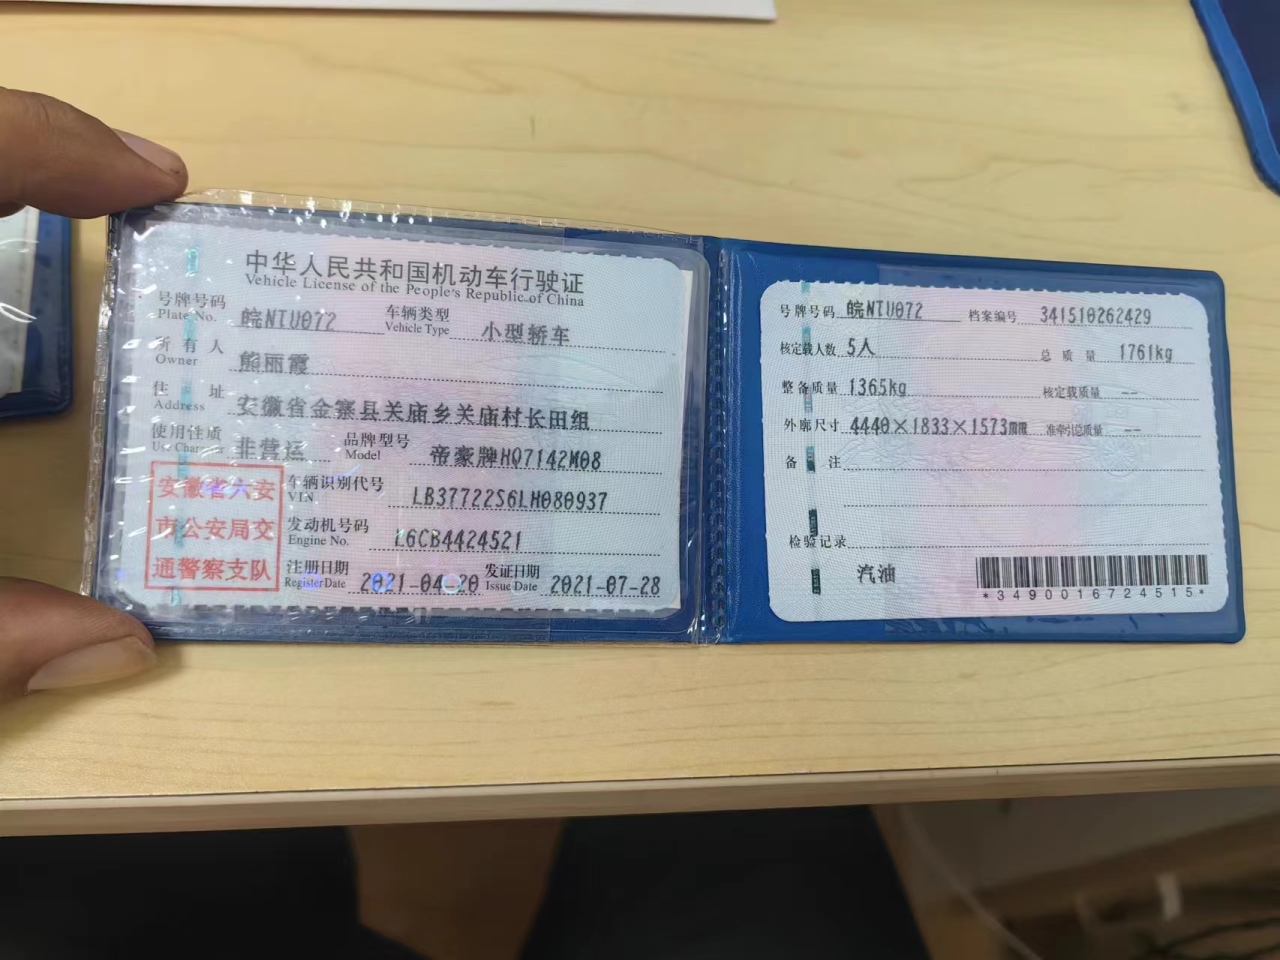 中华人民共和国机动车行驶证
Vehicle License of the People's Republic of China
号牌号码 皖NTU072 车辆类型 小型轿车
Plate No. Vehicle Type
所有人 熊丽霞
Owner
住址 安徽省金寨县关庙乡关庙村长田组
Address
使用性质 非营运 品牌型号 帝豪牌HQ7142M08
Use Character Model
安徽省六安
市公安局交
通警察支队
车辆识别代号 LB37722S6LH080937
VIN
发动机号码 L6CB4424521
Engine No.
注册日期 2021-04-20 发证日期 2021-07-28
Register Date Issue Date
号牌号码 皖NTU072 档案编号 341510262429
核定载人数 5人 总质量 1761kg
整备质量 1365kg 核定载质量 --
外廓尺寸 4440×1833×1573mm 准牵引总质量 --
备注
检验记录
汽油
*3490016724515*